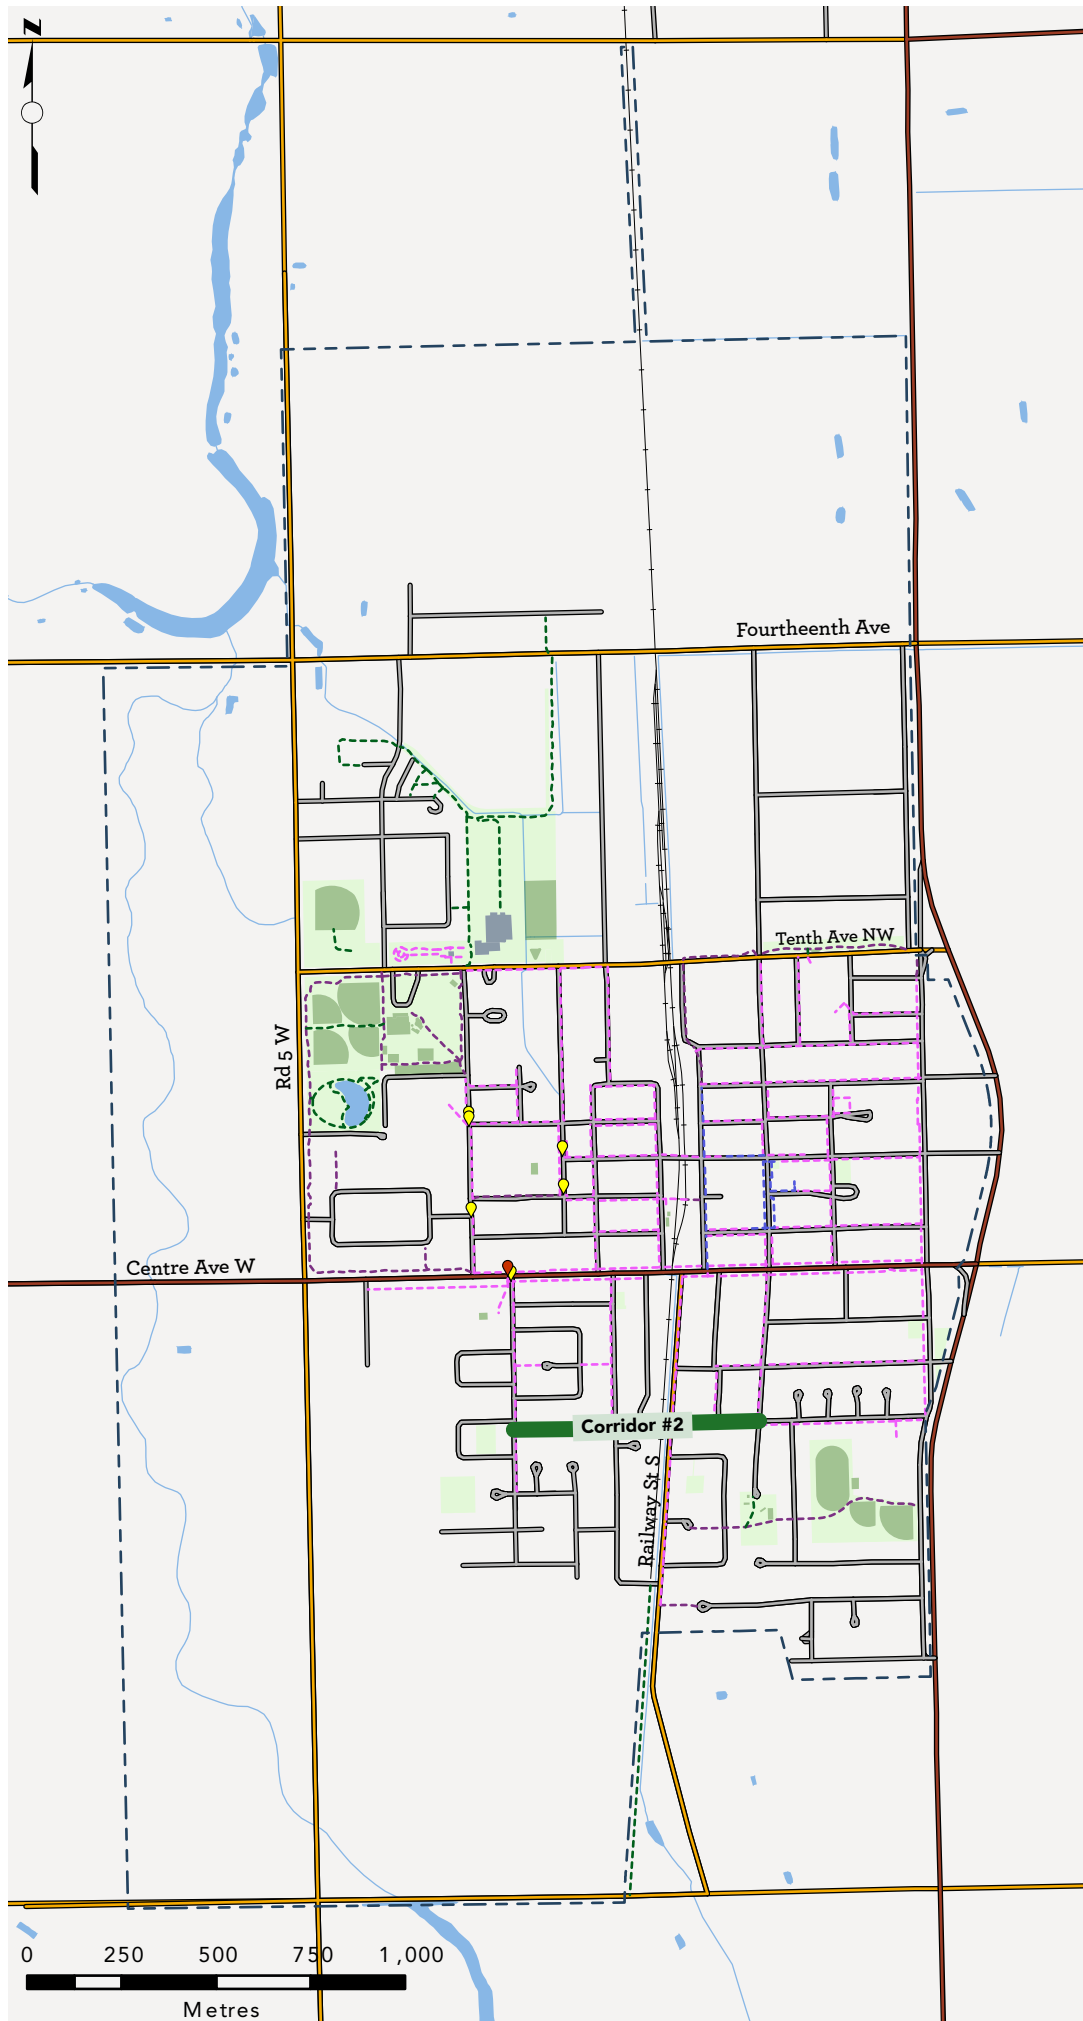 N
Fourtheenth Ave
Tenth Ave NW
Rd 5 W
Centre Ave W
Corridor #2
Railway St S
0 250 500 750 1,000
Metres